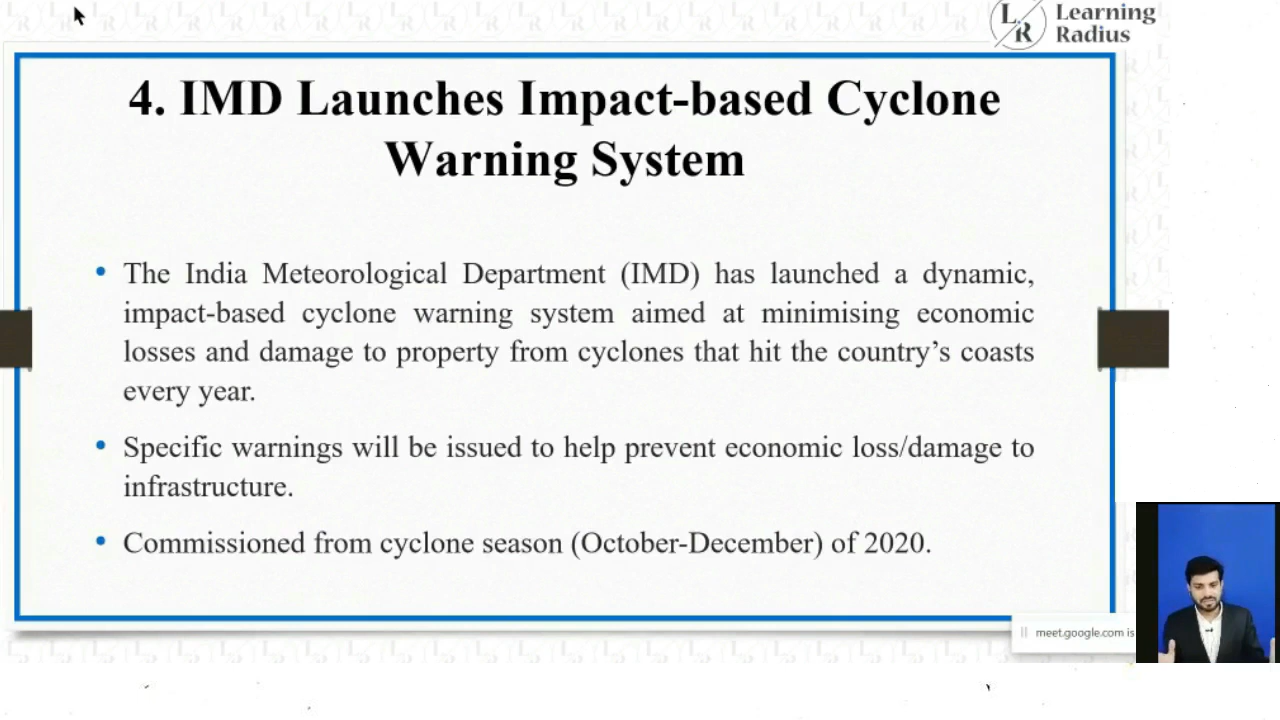 L
R
Learning
Radius
4. IMD Launches Impact-based Cyclone
Warning System
• The India Meteorological Department (IMD) has launched a dynamic,
impact-based cyclone warning system aimed at minimising economic
losses and damage to property from cyclones that hit the country’s coasts
every year.
• Specific warnings will be issued to help prevent economic loss/damage to
infrastructure.
• Commissioned from cyclone season (October-December) of 2020.
meet.google.com is